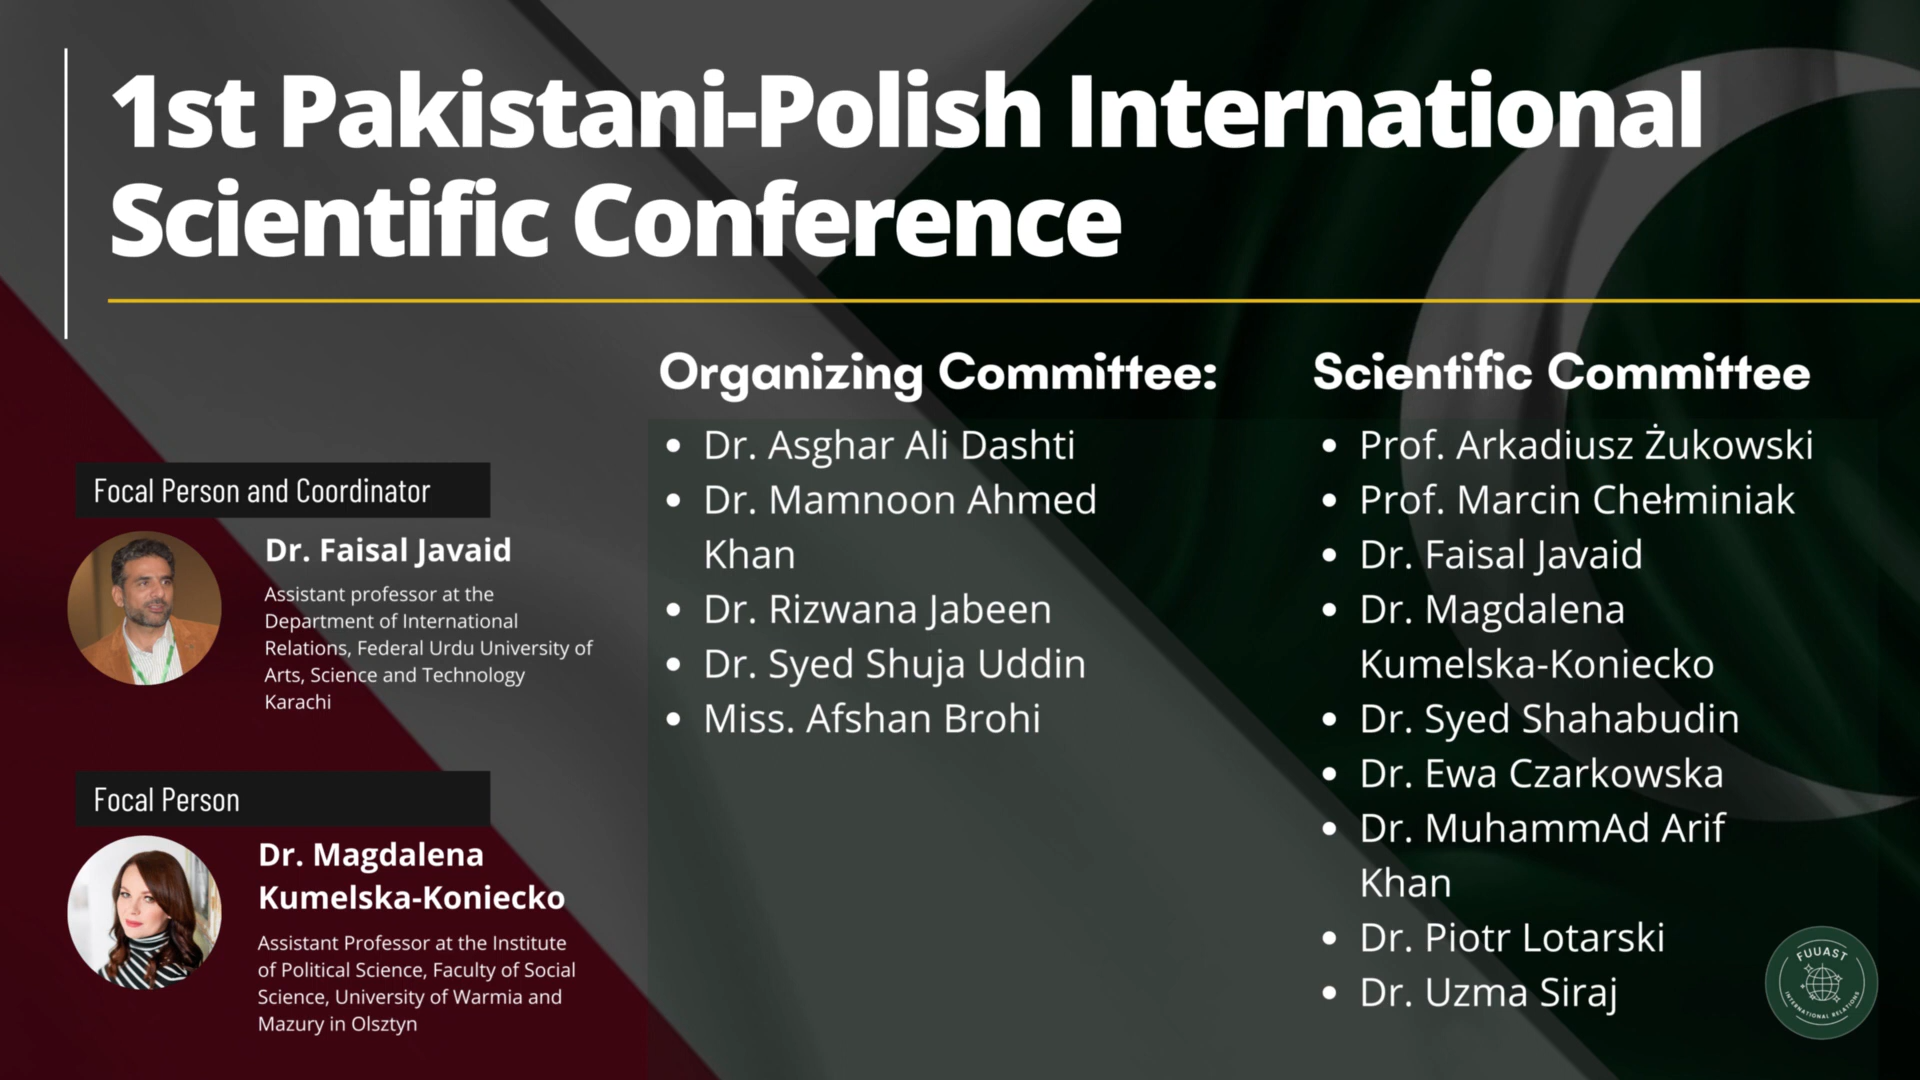 1st Pakistani-Polish International
Scientific Conference
Focal Person and Coordinator
Dr. Faisal Javaid
Assistant professor at the
Department of International
Relations, Federal Urdu University of
Arts, Science and Technology
Karachi
Focal Person
Dr. Magdalena
Kumelska-Koniecko
Assistant Professor at the Institute
of Political Science, Faculty of Social
Science, University of Warmia and
Mazury in Olsztyn
Organizing Committee:
• Dr. Asghar Ali Dashti
• Dr. Mamnoon Ahmed
Khan
• Dr. Rizwana Jabeen
• Dr. Syed Shuja Uddin
• Miss. Afshan Brohi
Scientific Committee
• Prof. Arkadiusz Żukowski
• Prof. Marcin Chełminiak
• Dr. Faisal Javaid
• Dr. Magdalena
Kumelska-Koniecko
• Dr. Syed Shahabudin
• Dr. Ewa Czarkowska
• Dr. MuhammAd Arif
Khan
• Dr. Piotr Lotarski
• Dr. Uzma Siraj
FUUAST
INTERNATIONAL RELATIONS